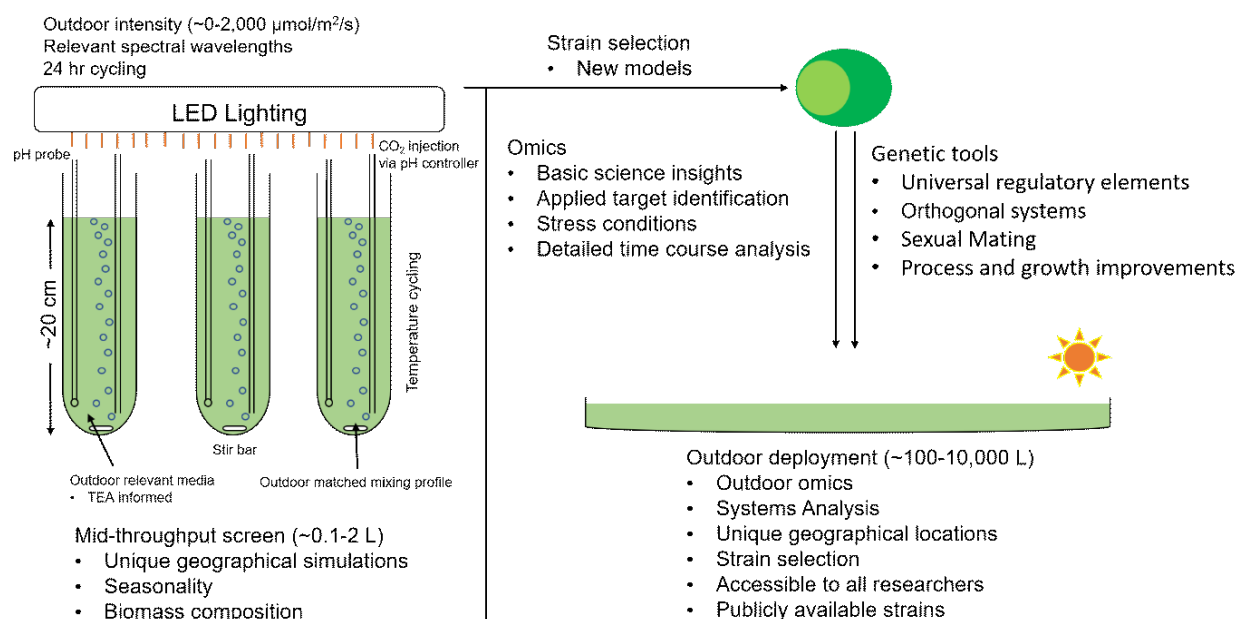 Outdoor intensity (~0-2,000 µmol/m²/s)
Relevant spectral wavelengths
24 hr cycling
LED Lighting
pH probe
CO₂ injection
via pH controller
~20 cm
Temperature cycling
Stir bar
Outdoor relevant media
• TEA informed
Outdoor matched mixing profile
Mid-throughput screen (~0.1-2 L)
• Unique geographical simulations
• Seasonality
• Biomass composition
Strain selection
• New models
Omics
• Basic science insights
• Applied target identification
• Stress conditions
• Detailed time course analysis
Genetic tools
• Universal regulatory elements
• Orthogonal systems
• Sexual Mating
• Process and growth improvements
Outdoor deployment (~100-10,000 L)
• Outdoor omics
• Systems Analysis
• Unique geographical locations
• Strain selection
• Accessible to all researchers
• Publicly available strains